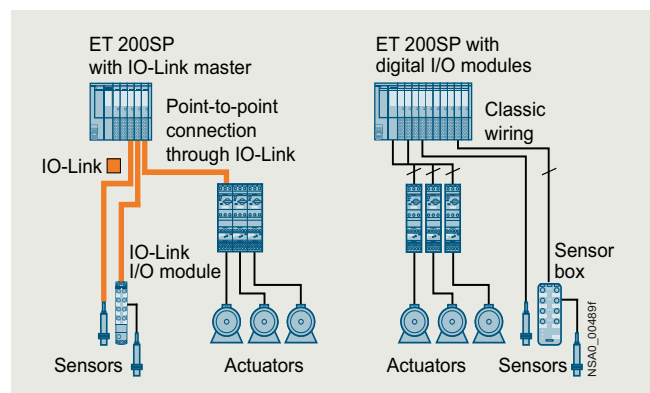 ET 200SP
with IO-Link master
Point-to-point
connection
through IO-Link
IO-Link
IO-Link
I/O module
Sensors
Actuators
ET 200SP with
digital I/O modules
Classic
wiring
Sensor
box
Actuators
Sensors
NSA0_00489f